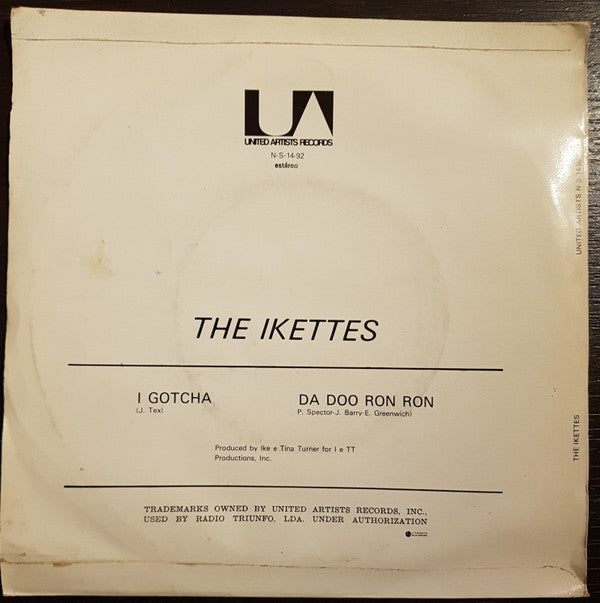 UA
UNITED ARTISTS RECORDS
N-S-14-92
estéreo
THE IKETTES
I GOTCHA
(J. Tex)
DA DOO RON RON
P. Spector-J. Barry-E. Greenwich)
Produced by Ike e Tina Turner for I e TT
Productions, Inc.
TRADEMARKS OWNED BY UNITED ARTISTS RECORDS, INC.,
USED BY RADIO TRIUNFO, LDA. UNDER AUTHORIZATION
UNITED ARTISTS N-S-14-
THE IKETTES